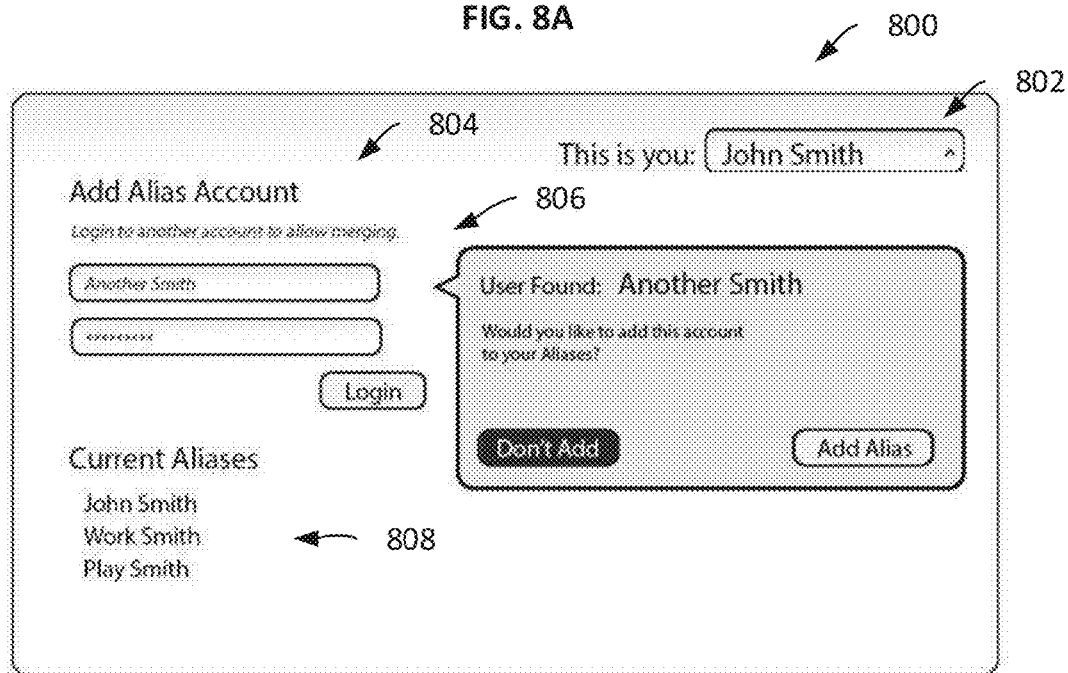 FIG. 8A
800
802
804
This is you: John Smith ^
Add Alias Account
806
Login to another account to allow merging.
Another Smith
*********
Login
User Found: Another Smith
Would you like to add this account
to your Aliases?
Don't Add
Add Alias
Current Aliases
John Smith
Work Smith
808
Play Smith